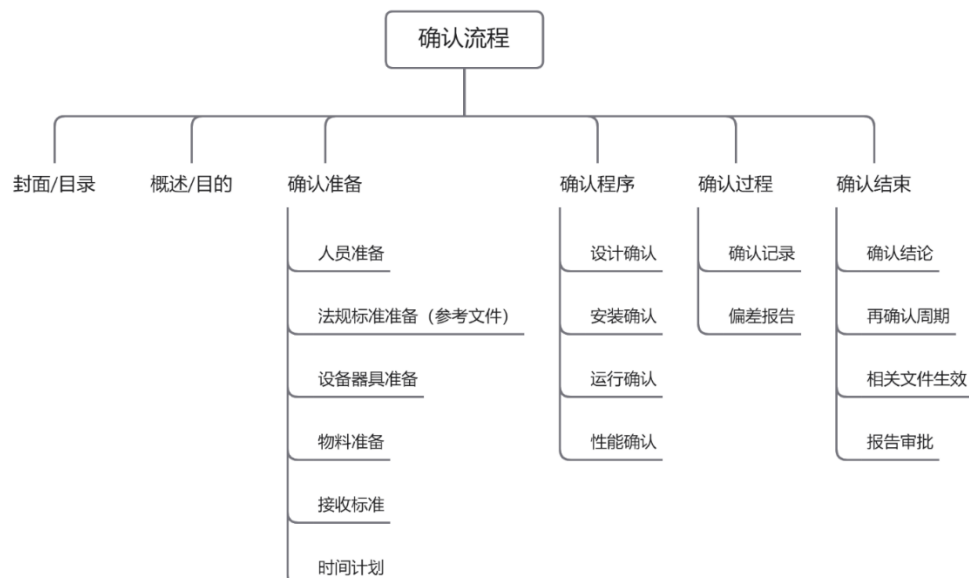 确认流程
封面/目录
概述/目的
确认准备
人员准备
法规标准准备（参考文件）
设备器具准备
物料准备
接收标准
时间计划
确认程序
设计确认
安装确认
运行确认
性能确认
确认过程
确认记录
偏差报告
确认结束
确认结论
再确认周期
相关文件生效
报告审批